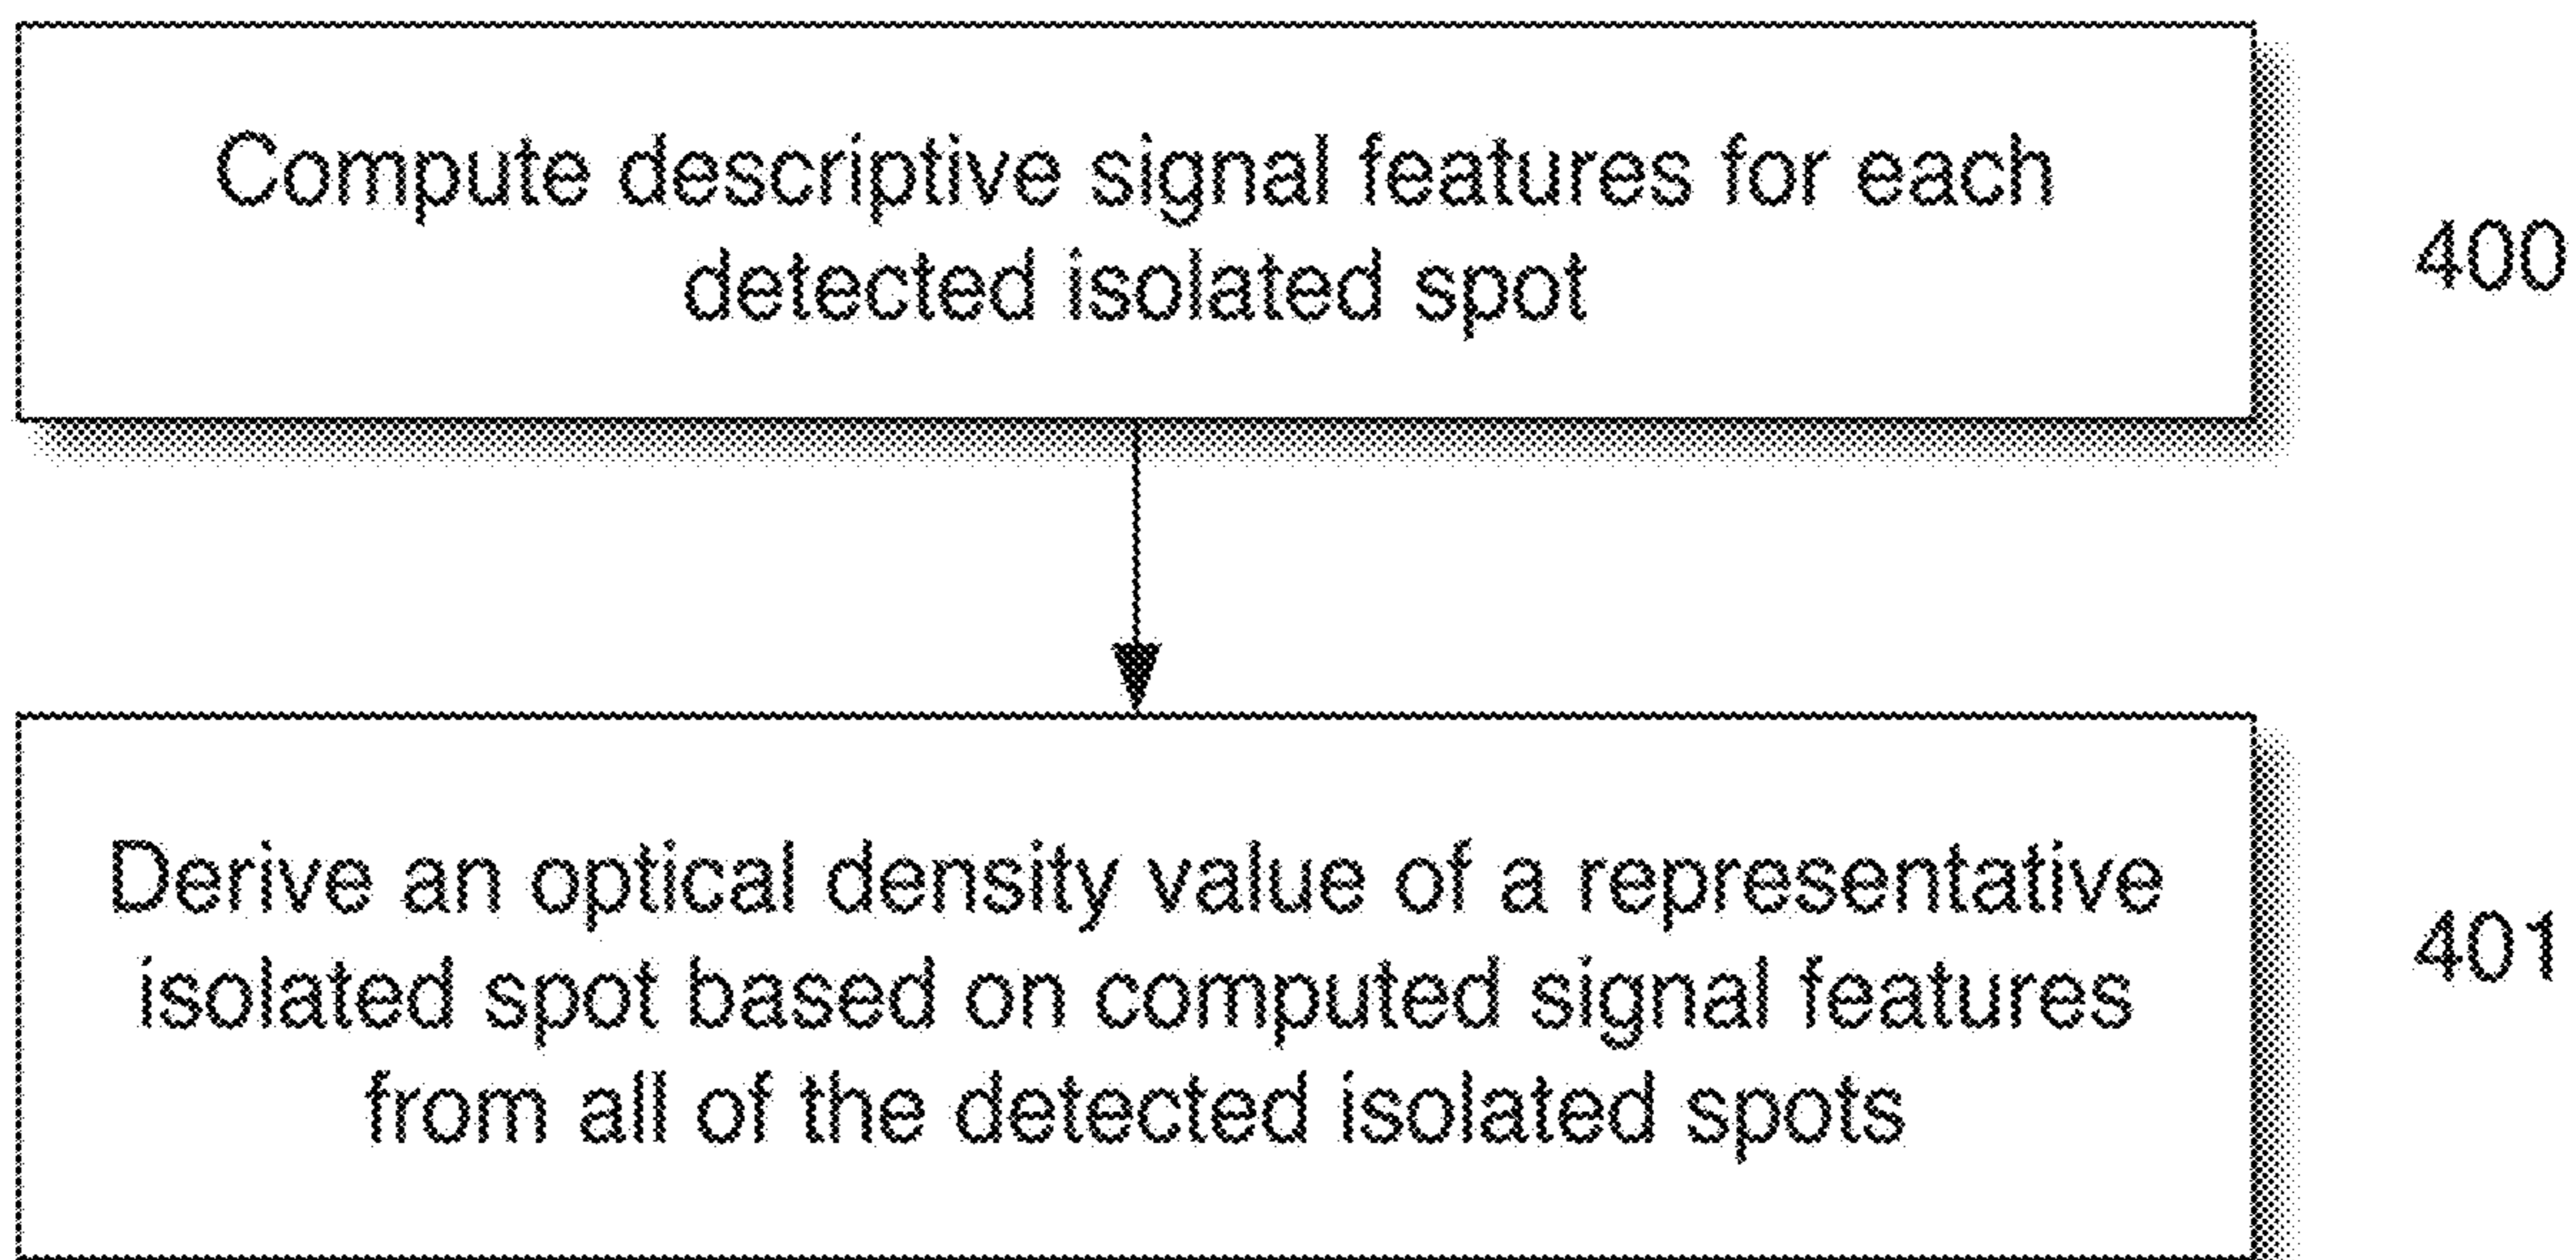 Compute descriptive signal features for each
detected isolated spot
400
Derive an optical density value of a representative
isolated spot based on computed signal features
from all of the detected isolated spots
401